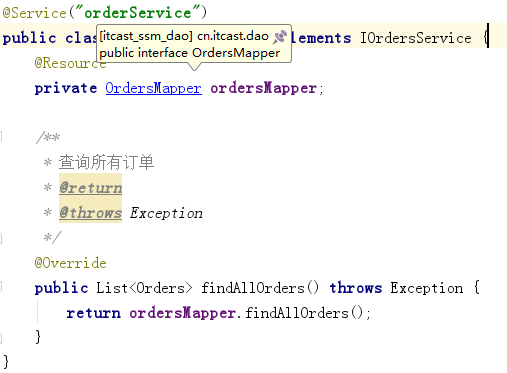 @Service("orderService")
public clas
[itcast_ssm_dao] cn.itcast.dao
public interface OrdersMapper
lements IOrdersService {
@Resource
private OrdersMapper ordersMapper;
/**
* 查询所有订单
* @return
* @throws Exception
*/
@Override
public List<Orders> findAllOrders() throws Exception {
return ordersMapper.findAllOrders();
}
}